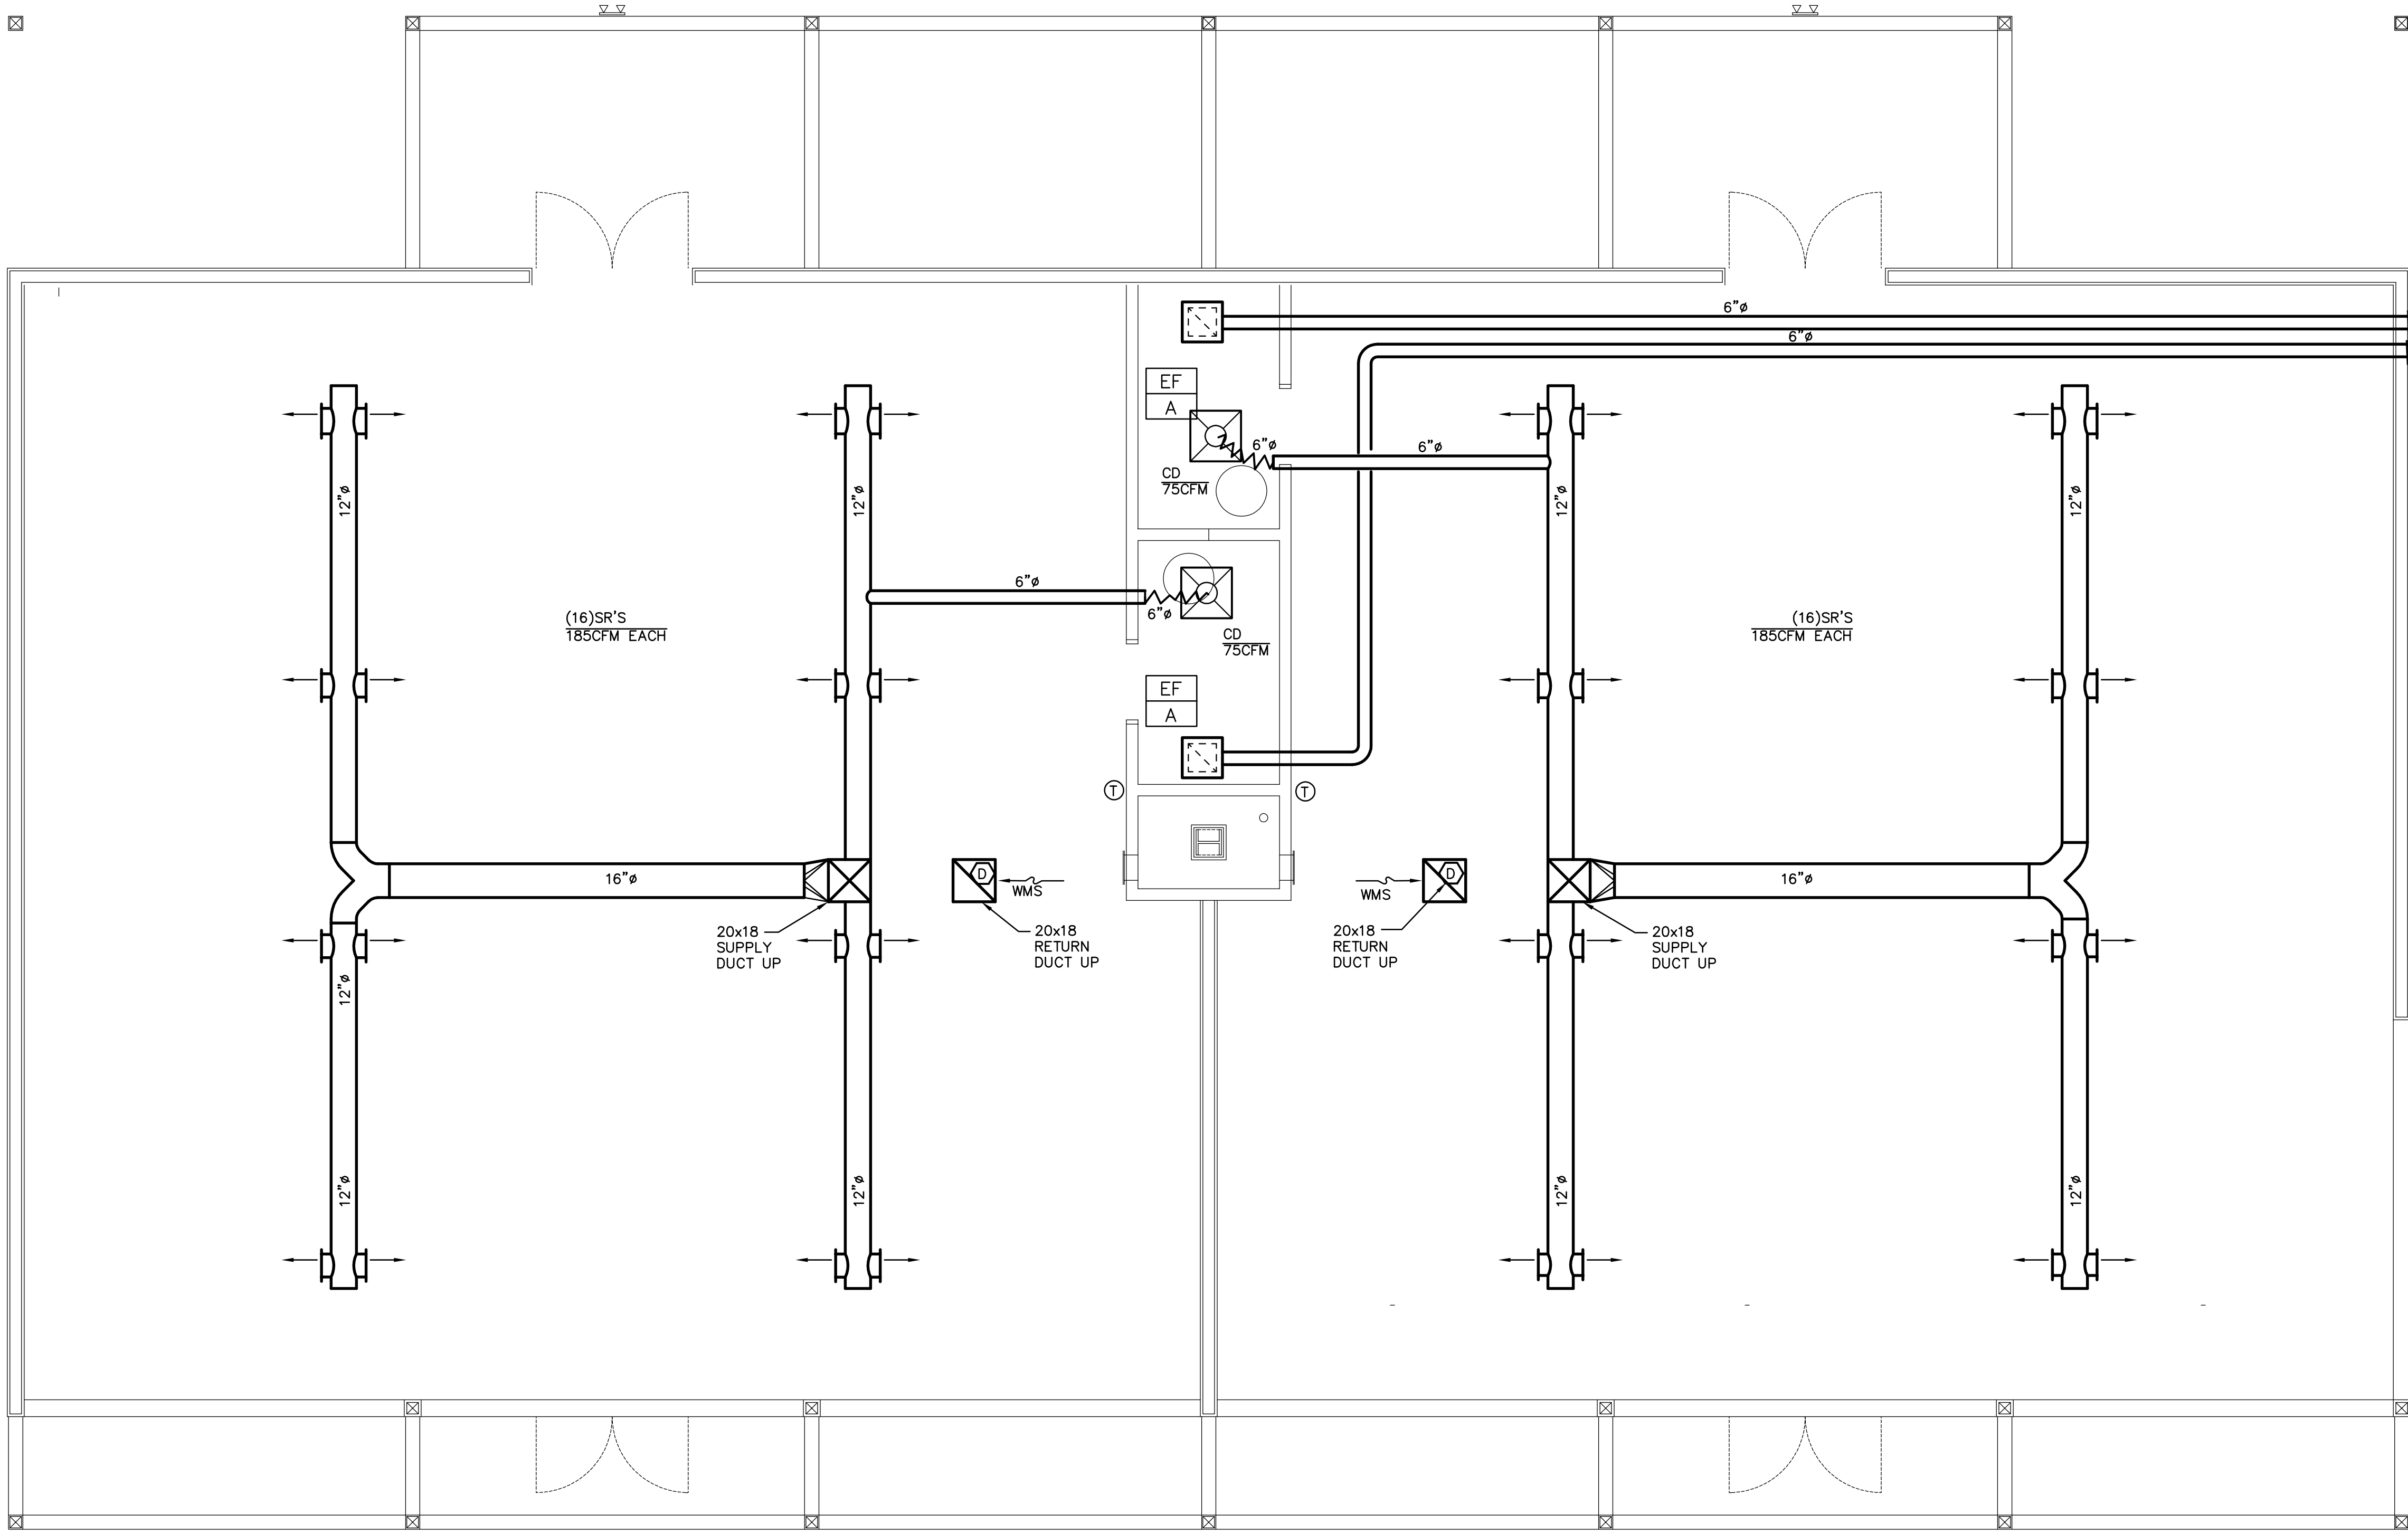 6"ø
6"ø
EF
A
6"ø
6"ø
CD
75CFM
12"ø
12"ø
12"ø
12"ø
6"ø
6"ø
(16)SR'S
185CFM EACH
(16)SR'S
185CFM EACH
CD
75CFM
EF
A
T
T
16"ø
D
WMS
D
WMS
16"ø
20x18
SUPPLY
DUCT UP
20x18
RETURN
DUCT UP
20x18
RETURN
DUCT UP
20x18
SUPPLY
DUCT UP
12"ø
12"ø
12"ø
12"ø
12"ø